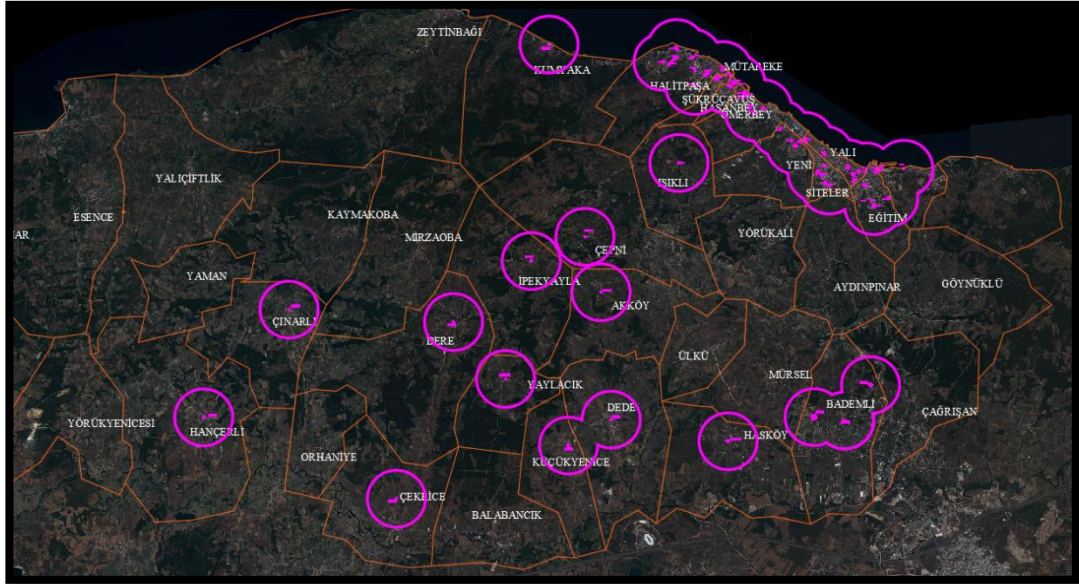 ZEYTİNBAĞI
KUMYAKA
MÜTAREKE
HALİTPAŞA
ŞÜKRÜÇAVUŞ
HASANBEY
ÖMERBEY
YALI
YENİ
SİTELER
EĞİTİM
IŞIKLI
YALIÇİFTLİK
ESENCE
AR
KAYMAKOBA
MİRZAOBA
YÖRÜKALİ
ÇEPNİ
YAMAN
İPEKYAYLA
AYDINPINAR
GÖYNÜKLÜ
AKKÖY
ÇINARLI
DERE
ÜLKÜ
MÜRSEL
YAYLACIK
BADEMLİ
DEDE
ÇAĞRIŞAN
YÖRÜKYENİCESİ
HANÇERLİ
HASKÖY
ORHANİYE
KÜÇÜKYENİCE
ÇEKRİCE
BALABANCIK